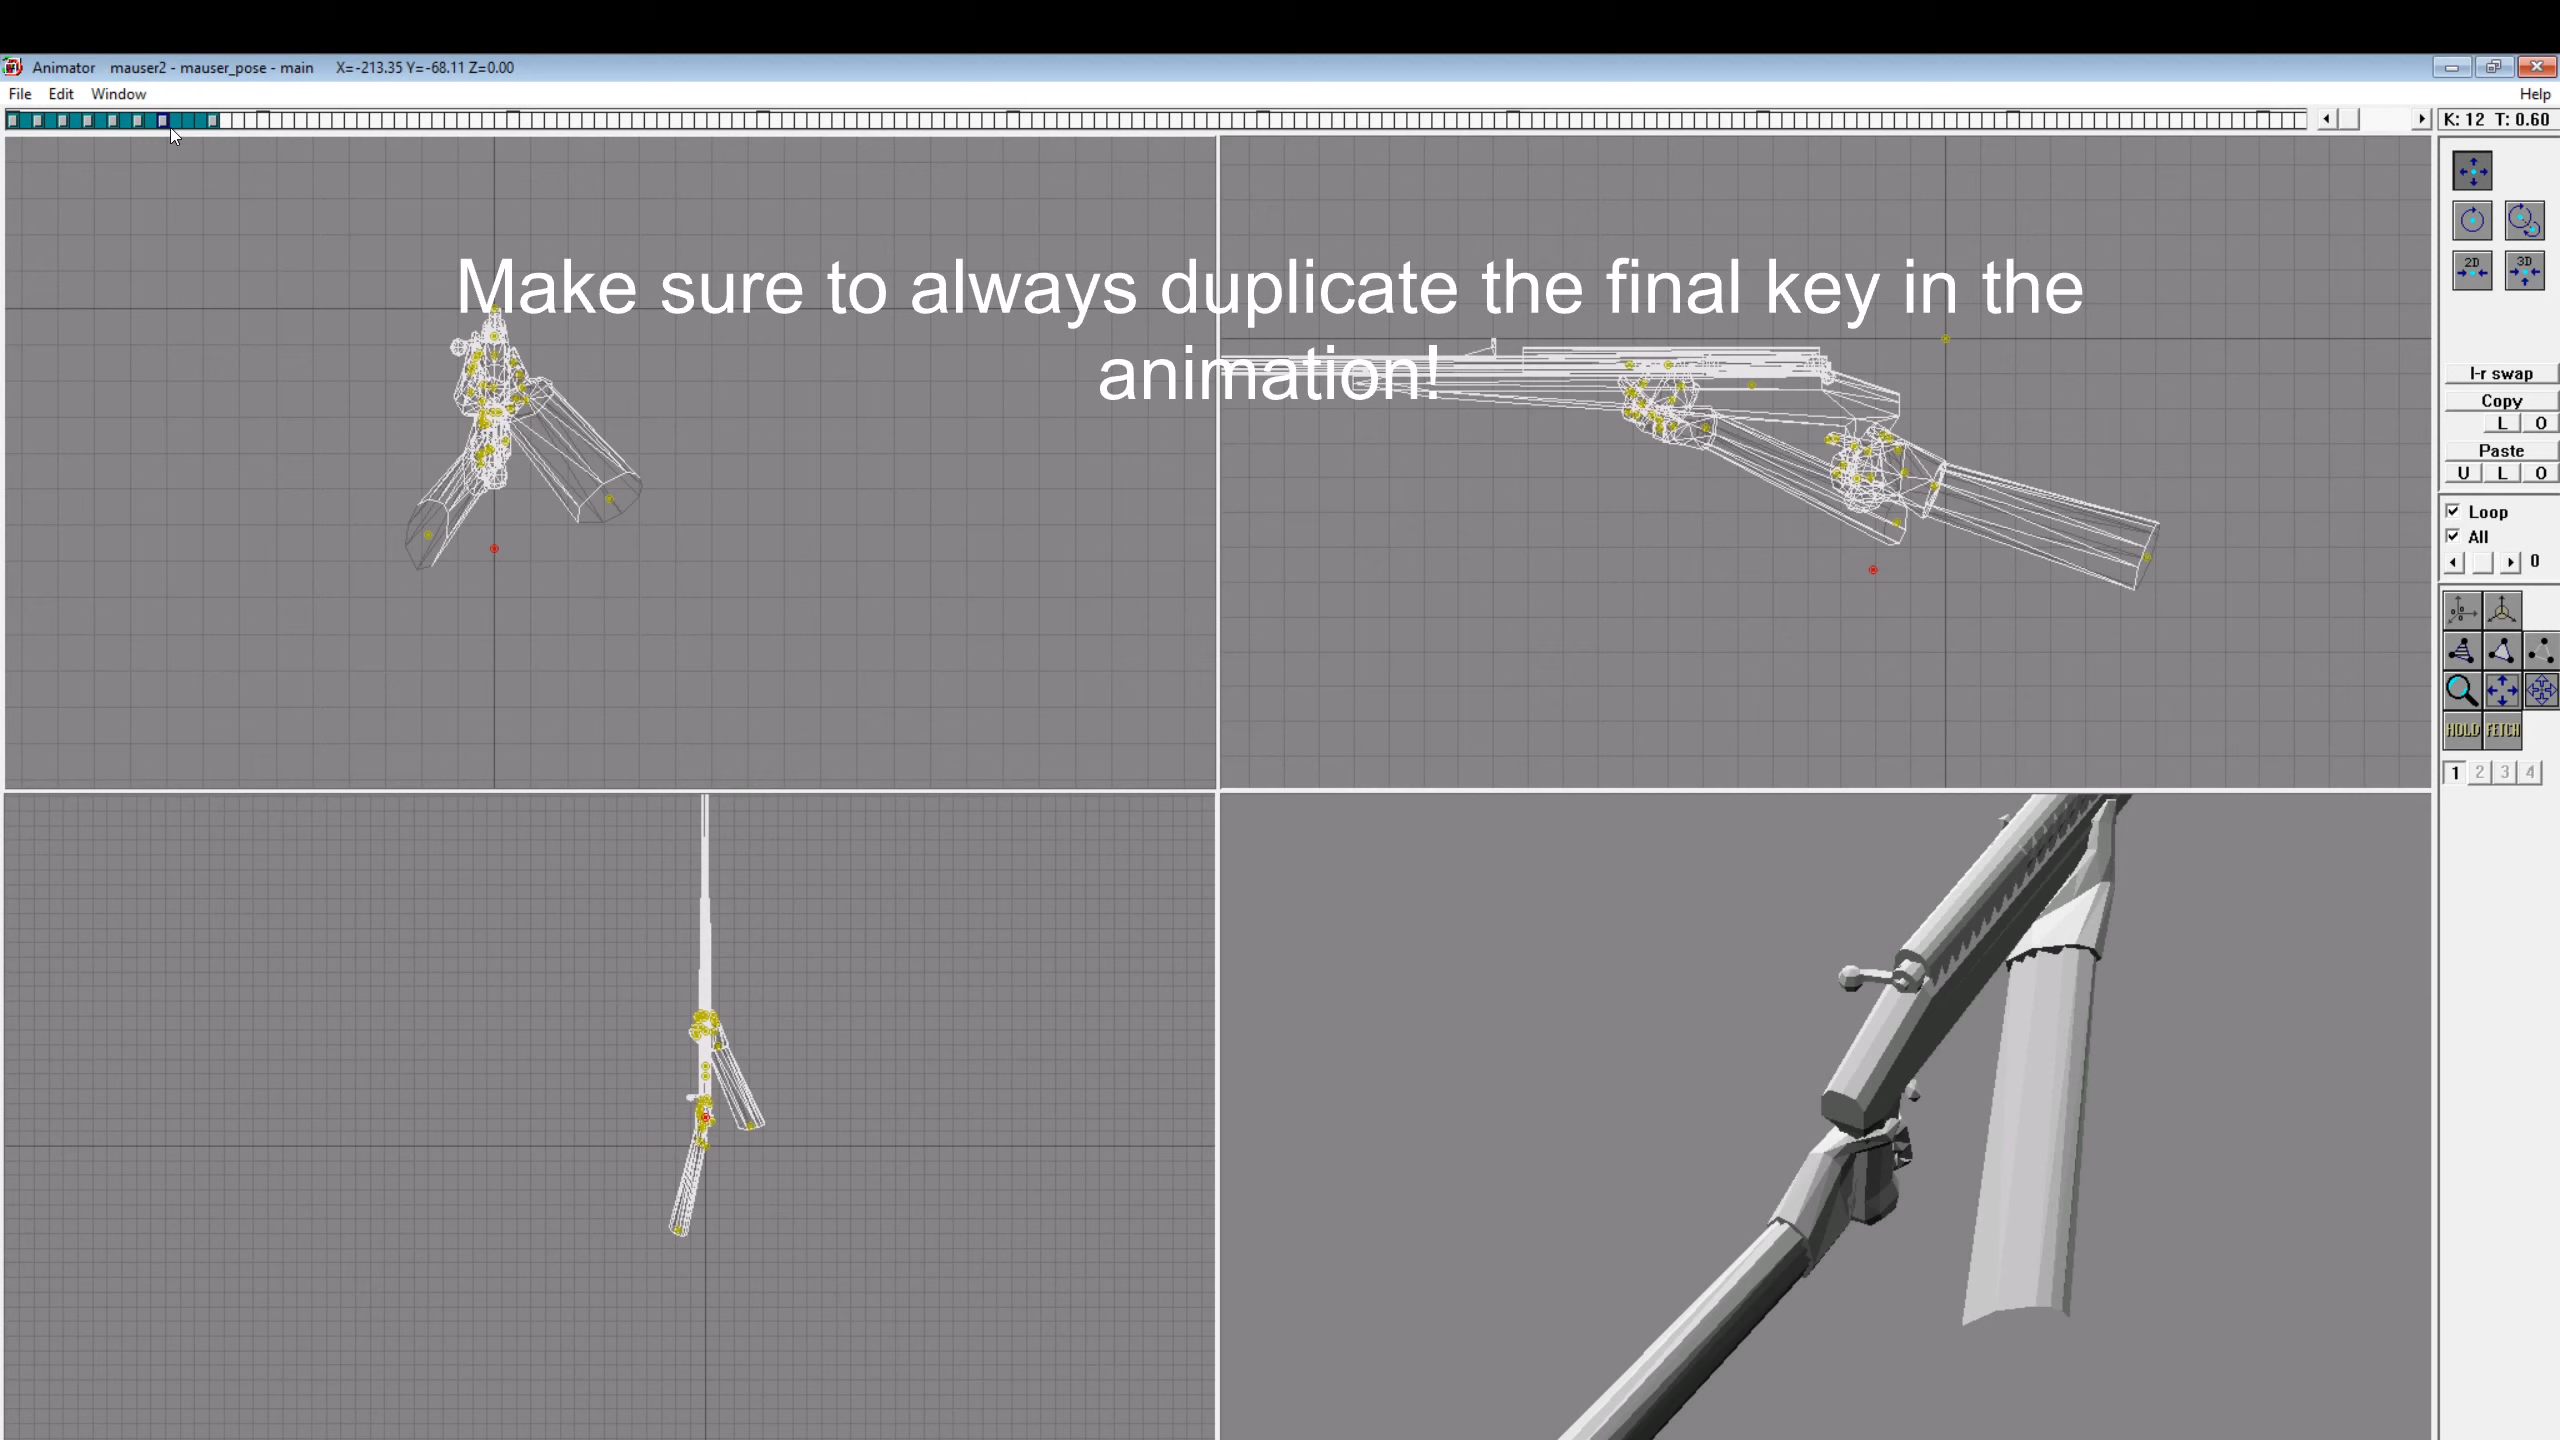 Animator mauser2 - mauser_pose - main X=-213.35 Y=-68.11 Z=0.00
File Edit Window Help
K: 12 T: 0.60
Make sure to always duplicate the final key in the
animation!
2D 3D
l-r swap
Copy
L O
Paste
U L O
Loop
All
0
HOLD FETCH
1 2 3 4